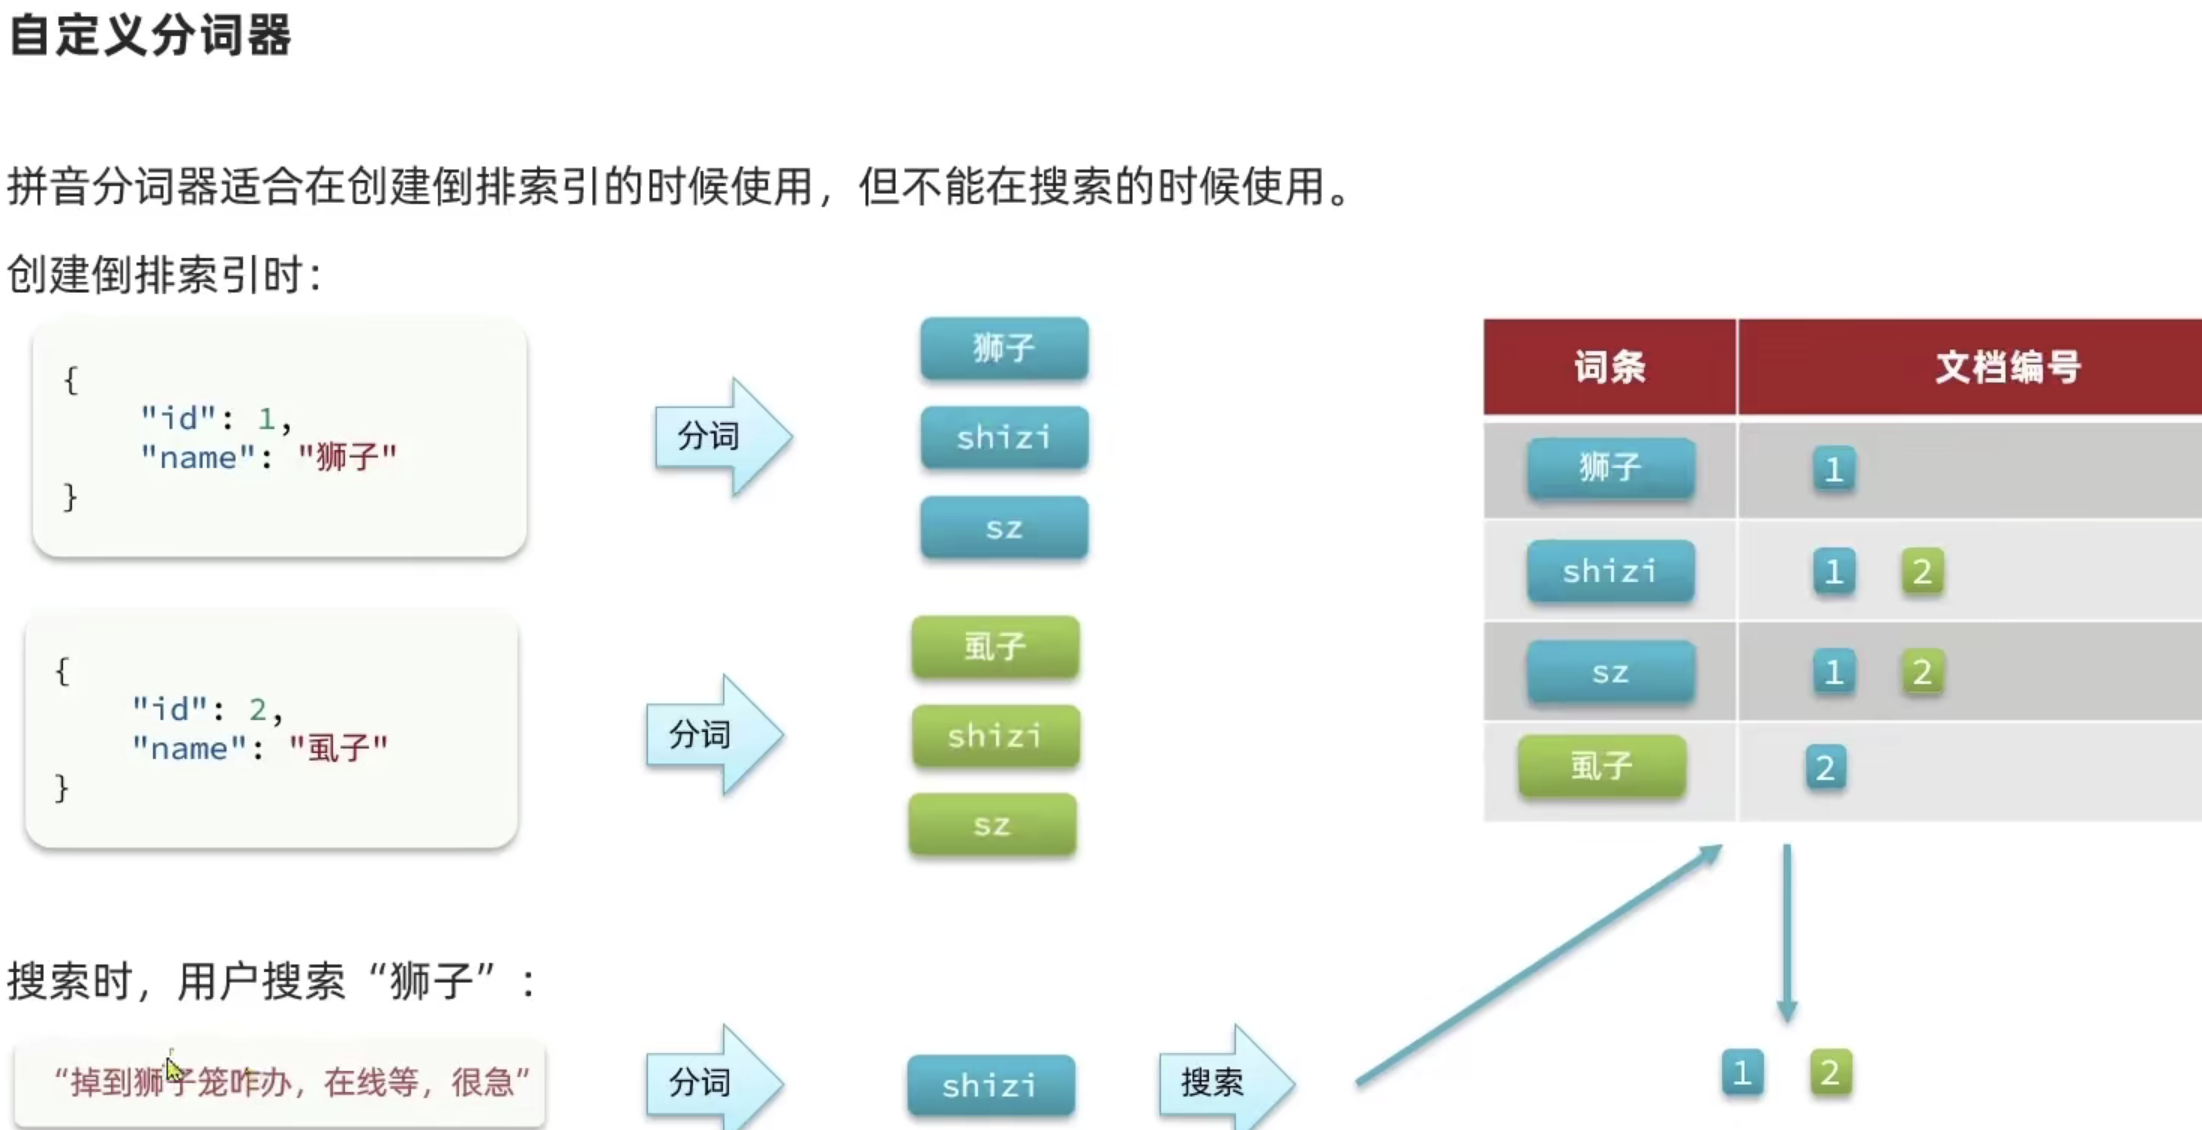 自定义分词器
拼音分词器适合在创建倒排索引的时候使用，但不能在搜索的时候使用。
创建倒排索引时：
{
"id": 1,
"name": "狮子"
}
分词
狮子
shizi
sz
{
"id": 2,
"name": "虱子"
}
分词
虱子
shizi
sz
词条 文档编号
狮子 1
shizi 1 2
sz 1 2
虱子 2
搜索时，用户搜索“狮子”：
“掉到狮子笼咋办，在线等，很急”
分词
shizi
搜索
1 2